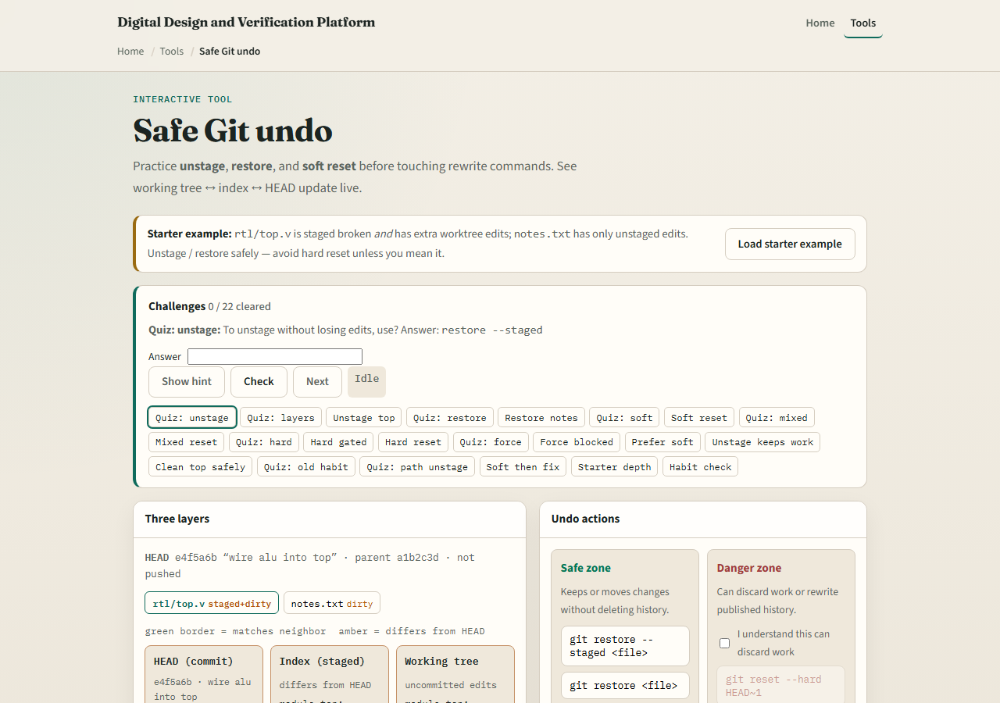 Digital Design and Verification Platform
Home
Tools
Home / Tools / Safe Git undo
INTERACTIVE TOOL
Safe Git undo
Practice unstage, restore, and soft reset before touching rewrite commands. See
working tree ↔ index ↔ HEAD update live.
Starter example: rtl/top.v is staged broken and has extra worktree edits; notes.txt has only unstaged edits.
Unstage / restore safely — avoid hard reset unless you mean it.
Load starter example
Challenges 0 / 22 cleared
Quiz: unstage: To unstage without losing edits, use? Answer: restore --staged
Answer
Show hint
Check
Next
Idle
Quiz: unstage
Quiz: layers
Unstage top
Quiz: restore
Restore notes
Quiz: soft
Soft reset
Quiz: mixed
Mixed reset
Quiz: hard
Hard gated
Hard reset
Quiz: force
Force blocked
Prefer soft
Unstage keeps work
Clean top safely
Quiz: old habit
Quiz: path unstage
Soft then fix
Starter depth
Habit check
Three layers
HEAD e4f5a6b “wire alu into top” · parent a1b2c3d · not
pushed
rtl/top.v staged+dirty
notes.txt dirty
green border = matches neighbor amber = differs from HEAD
HEAD (commit)
e4f5a6b · wire alu
into top
Index (staged)
differs from HEAD
Working tree
uncommitted edits
Undo actions
Safe zone
Keeps or moves changes
without deleting history.
git restore --
staged <file>
git restore <file>
Danger zone
Can discard work or rewrite
published history.
I understand this can
discard work
git reset --hard
HEAD~1